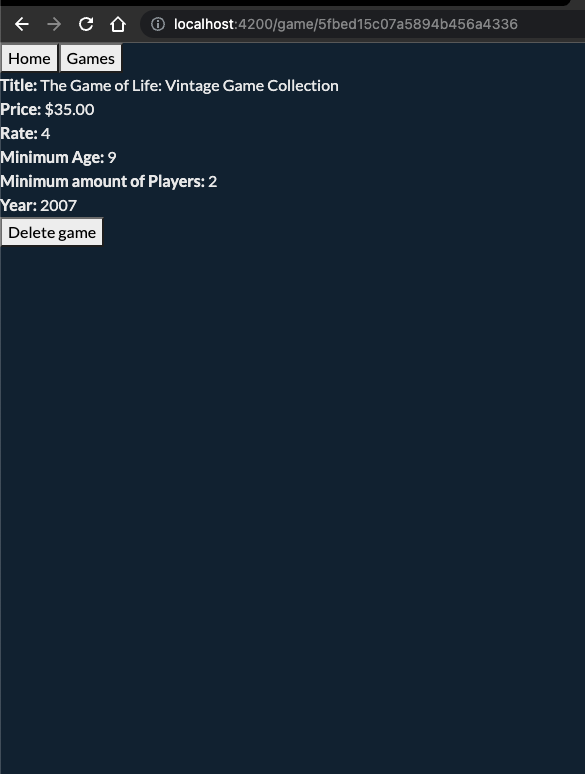 localhost:4200/game/5fbed15c07a5894b456a4336
Home Games
Title: The Game of Life: Vintage Game Collection
Price: $35.00
Rate: 4
Minimum Age: 9
Minimum amount of Players: 2
Year: 2007
Delete game